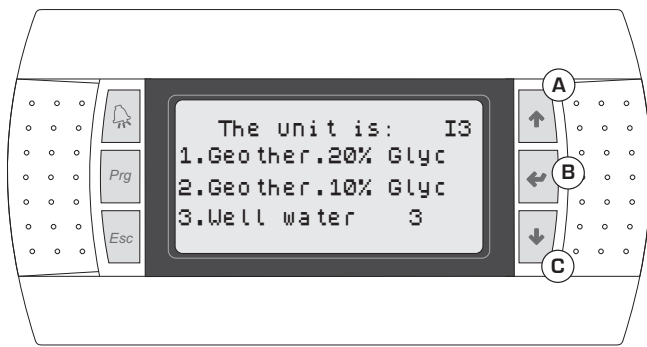 The unit is: I3
1.Geother.20% Glyc
2.Geother.10% Glyc
3.Well water 3
Prg
Esc
A
B
C